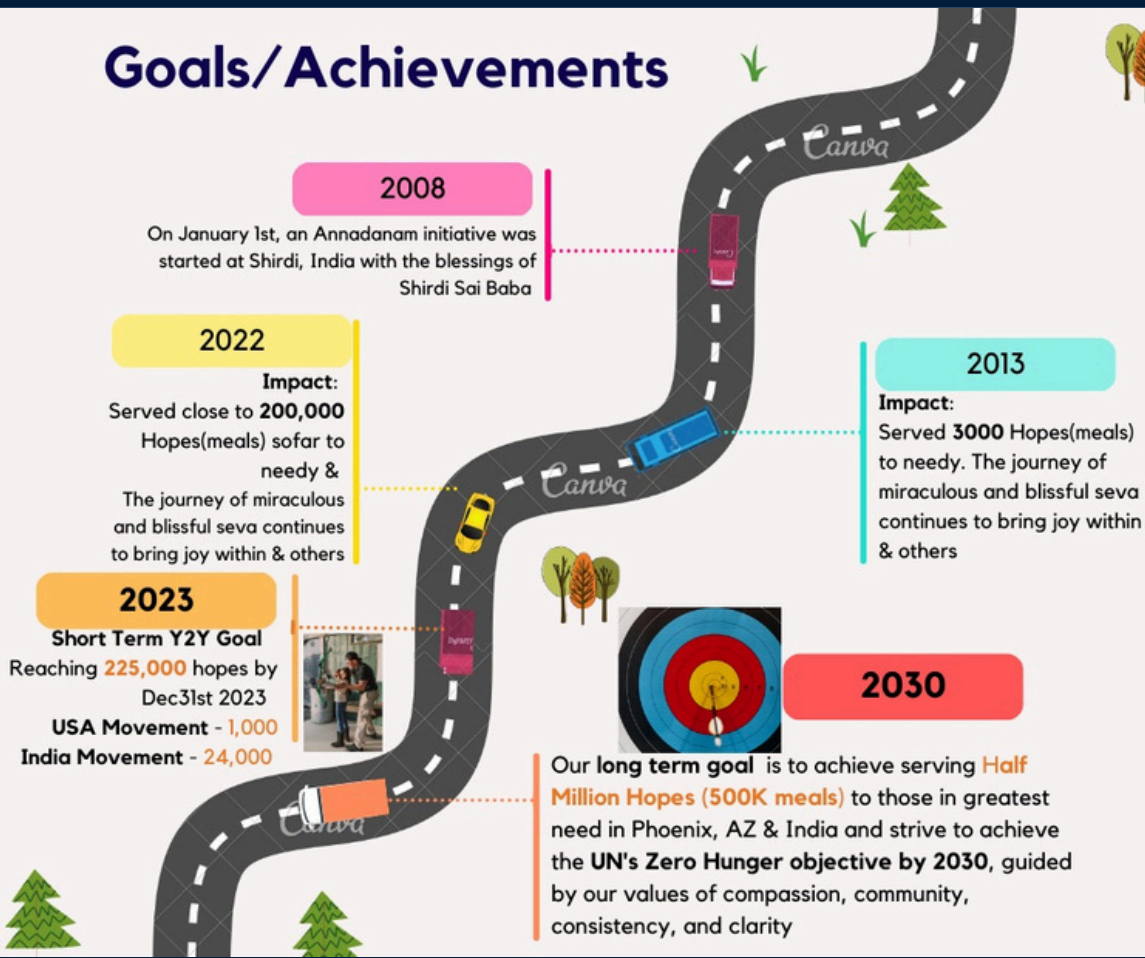 Goals/Achievements
Canva
2008
On January 1st, an Annadanam initiative was
started at Shirdi, India with the blessings of
Shirdi Sai Baba
2013
Impact:
Served 3000 Hopes(meals)
to needy. The journey of
miraculous and blissful seva
continues to bring joy within
& others
2022
Impact:
Served close to 200,000
Hopes(meals) sofar to
needy &
The journey of miraculous
and blissful seva continues
to bring joy within & others
Canva
2023
Short Term Y2Y Goal
Reaching 225,000 hopes by
Dec31st 2023
USA Movement - 1,000
India Movement - 24,000
2030
Our long term goal is to achieve serving Half
Million Hopes (500K meals) to those in greatest
need in Phoenix, AZ & India and strive to achieve
the UN's Zero Hunger objective by 2030, guided
by our values of compassion, community,
consistency, and clarity
Canva